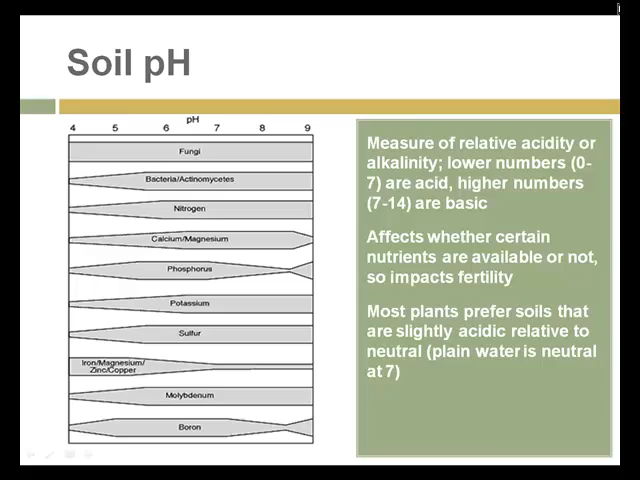 Soil pH
pH
4 5 6 7 8 9
Fungi
Bacteria/Actinomycetes
Nitrogen
Calcium/Magnesium
Phosphorus
Potassium
Sulfur
Iron/Magnesium/
Zinc/Copper
Molybdenum
Boron
Measure of relative acidity or
alkalinity; lower numbers (0-
7) are acid, higher numbers
(7-14) are basic
Affects whether certain
nutrients are available or not,
so impacts fertility
Most plants prefer soils that
are slightly acidic relative to
neutral (plain water is neutral
at 7)